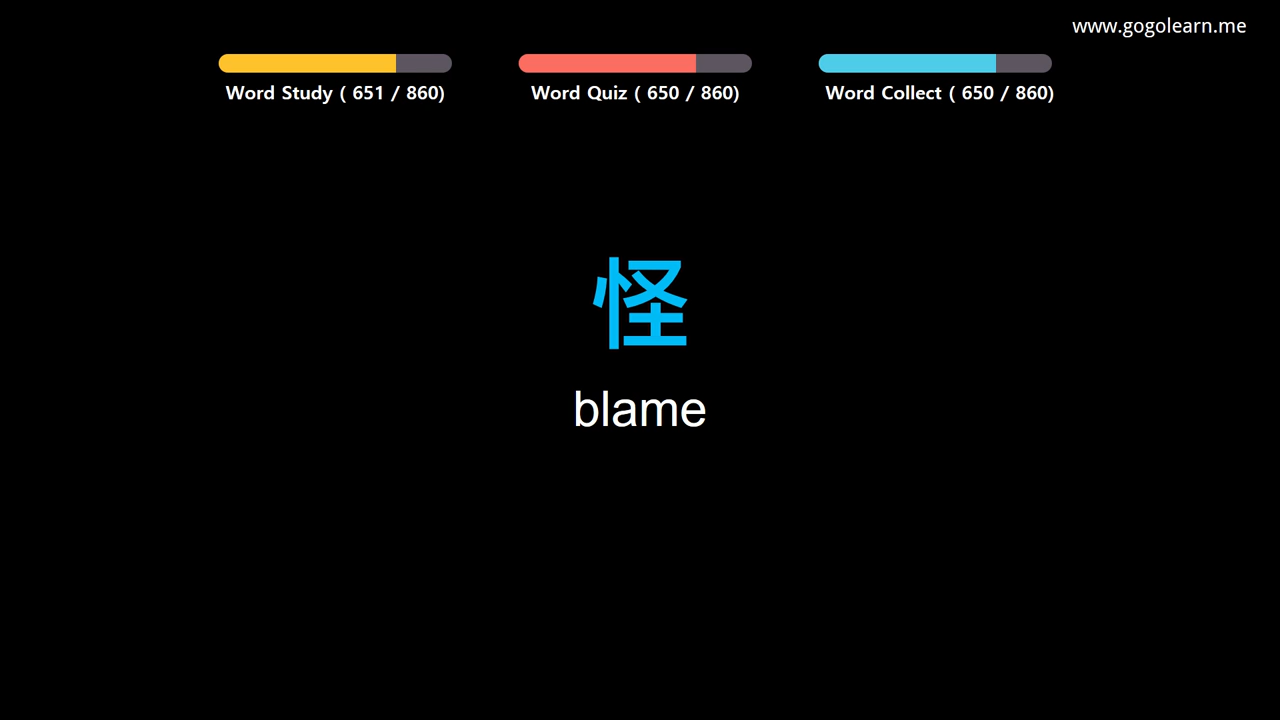 www.gogolearn.me
Word Study ( 651 / 860)
Word Quiz ( 650 / 860)
Word Collect ( 650 / 860)
怪
blame